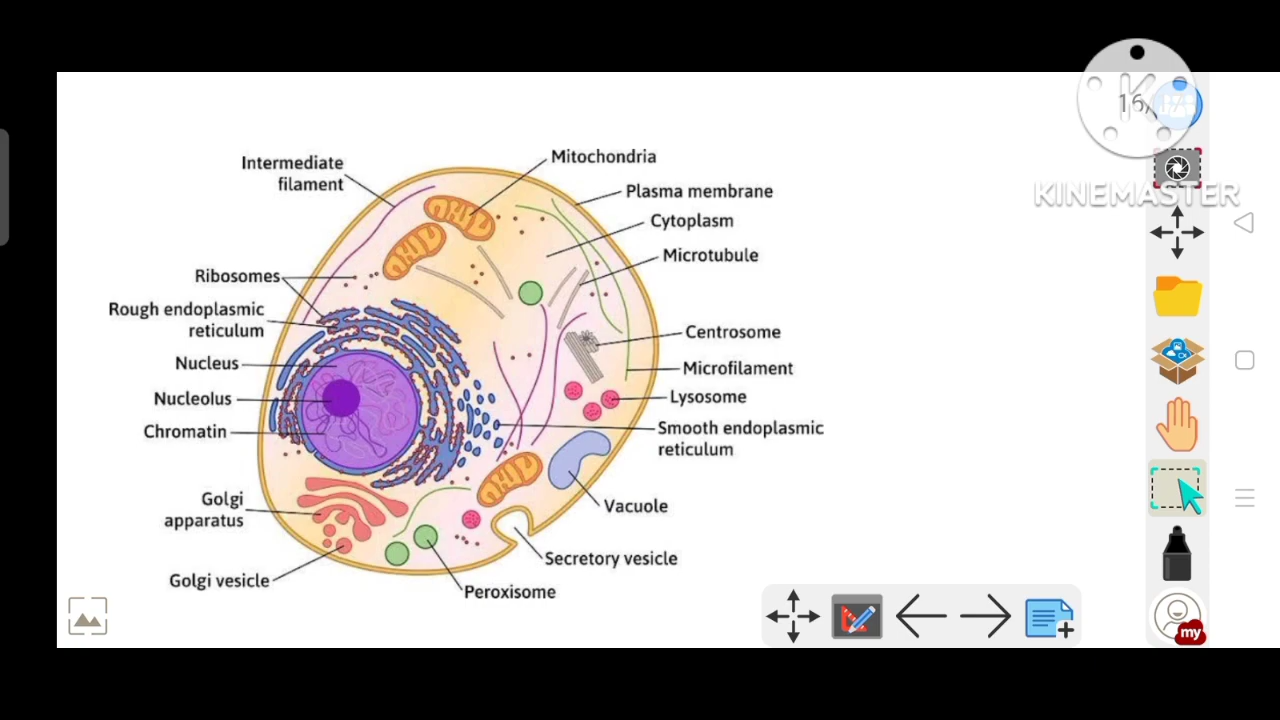 16
KINEMASTER
Intermediate
filament
Mitochondria
Plasma membrane
Cytoplasm
Microtubule
Ribosomes
Rough endoplasmic
reticulum
Nucleus
Nucleolus
Chromatin
Centrosome
Microfilament
Lysosome
Smooth endoplasmic
reticulum
Golgi
apparatus
Vacuole
Secretory vesicle
Golgi vesicle
Peroxisome
my